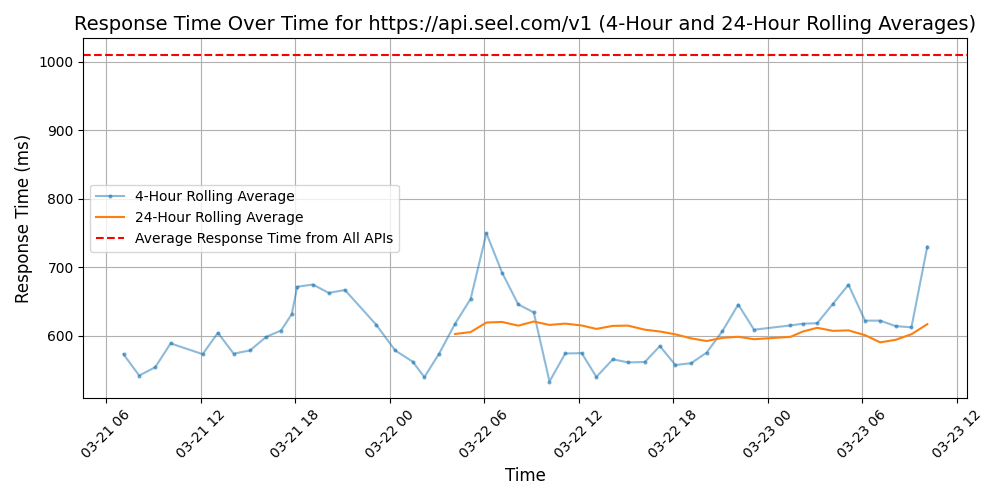 Response Time Over Time for https://api.seel.com/v1 (4-Hour and 24-Hour Rolling Averages)
Response Time (ms)
1000
900
800
700
600
4-Hour Rolling Average
24-Hour Rolling Average
Average Response Time from All APIs
03-21 06
03-21 12
03-21 18
03-22 00
03-22 06
03-22 12
03-22 18
03-23 00
03-23 06
03-23 12
Time